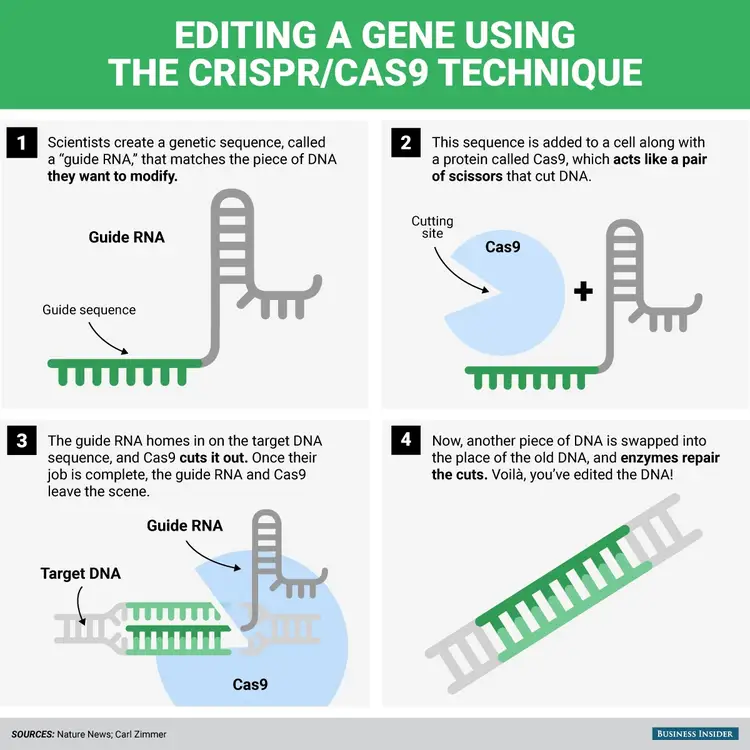 EDITING A GENE USING
THE CRISPR/CAS9 TECHNIQUE
1
Scientists create a genetic sequence, called
a “guide RNA,” that matches the piece of DNA
they want to modify.
Guide RNA
Guide sequence
2
This sequence is added to a cell along with
a protein called Cas9, which acts like a pair
of scissors that cut DNA.
Cutting
site
Cas9
+
3
The guide RNA homes in on the target DNA
sequence, and Cas9 cuts it out. Once their
job is complete, the guide RNA and Cas9
leave the scene.
Guide RNA
Target DNA
Cas9
4
Now, another piece of DNA is swapped into
the place of the old DNA, and enzymes repair
the cuts. Voilà, you’ve edited the DNA!
SOURCES: Nature News; Carl Zimmer
BUSINESS INSIDER